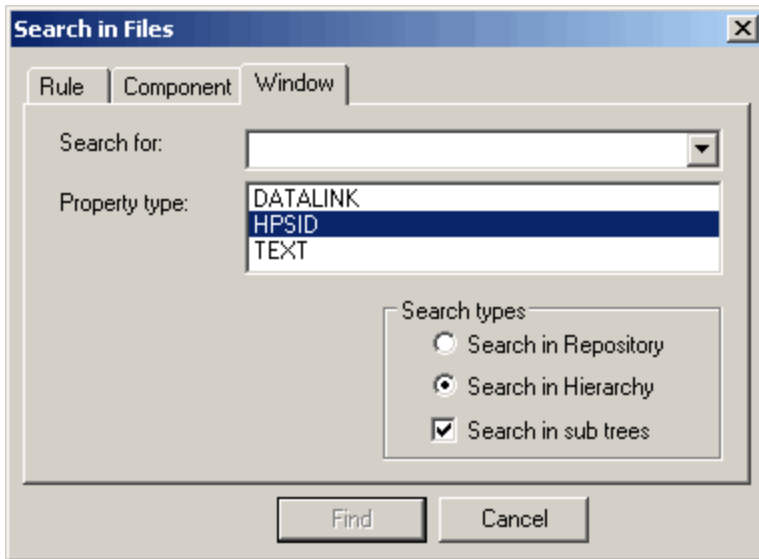 Search in Files
Rule Component Window
Search for:
Property type:
DATALINK
HPSID
TEXT
Search types
Search in Repository
Search in Hierarchy
Search in sub trees
Find Cancel